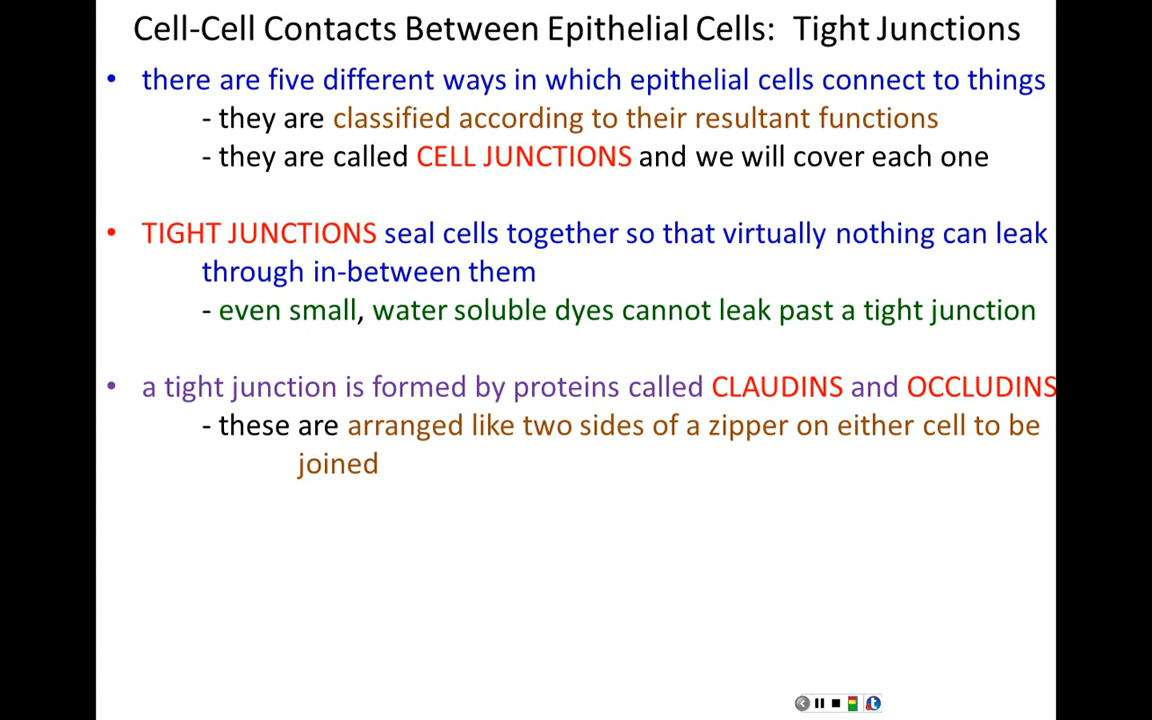 Cell-Cell Contacts Between Epithelial Cells: Tight Junctions
• there are five different ways in which epithelial cells connect to things
- they are classified according to their resultant functions
- they are called CELL JUNCTIONS and we will cover each one
• TIGHT JUNCTIONS seal cells together so that virtually nothing can leak
through in-between them
- even small, water soluble dyes cannot leak past a tight junction
• a tight junction is formed by proteins called CLAUDINS and OCCLUDINS
- these are arranged like two sides of a zipper on either cell to be
joined